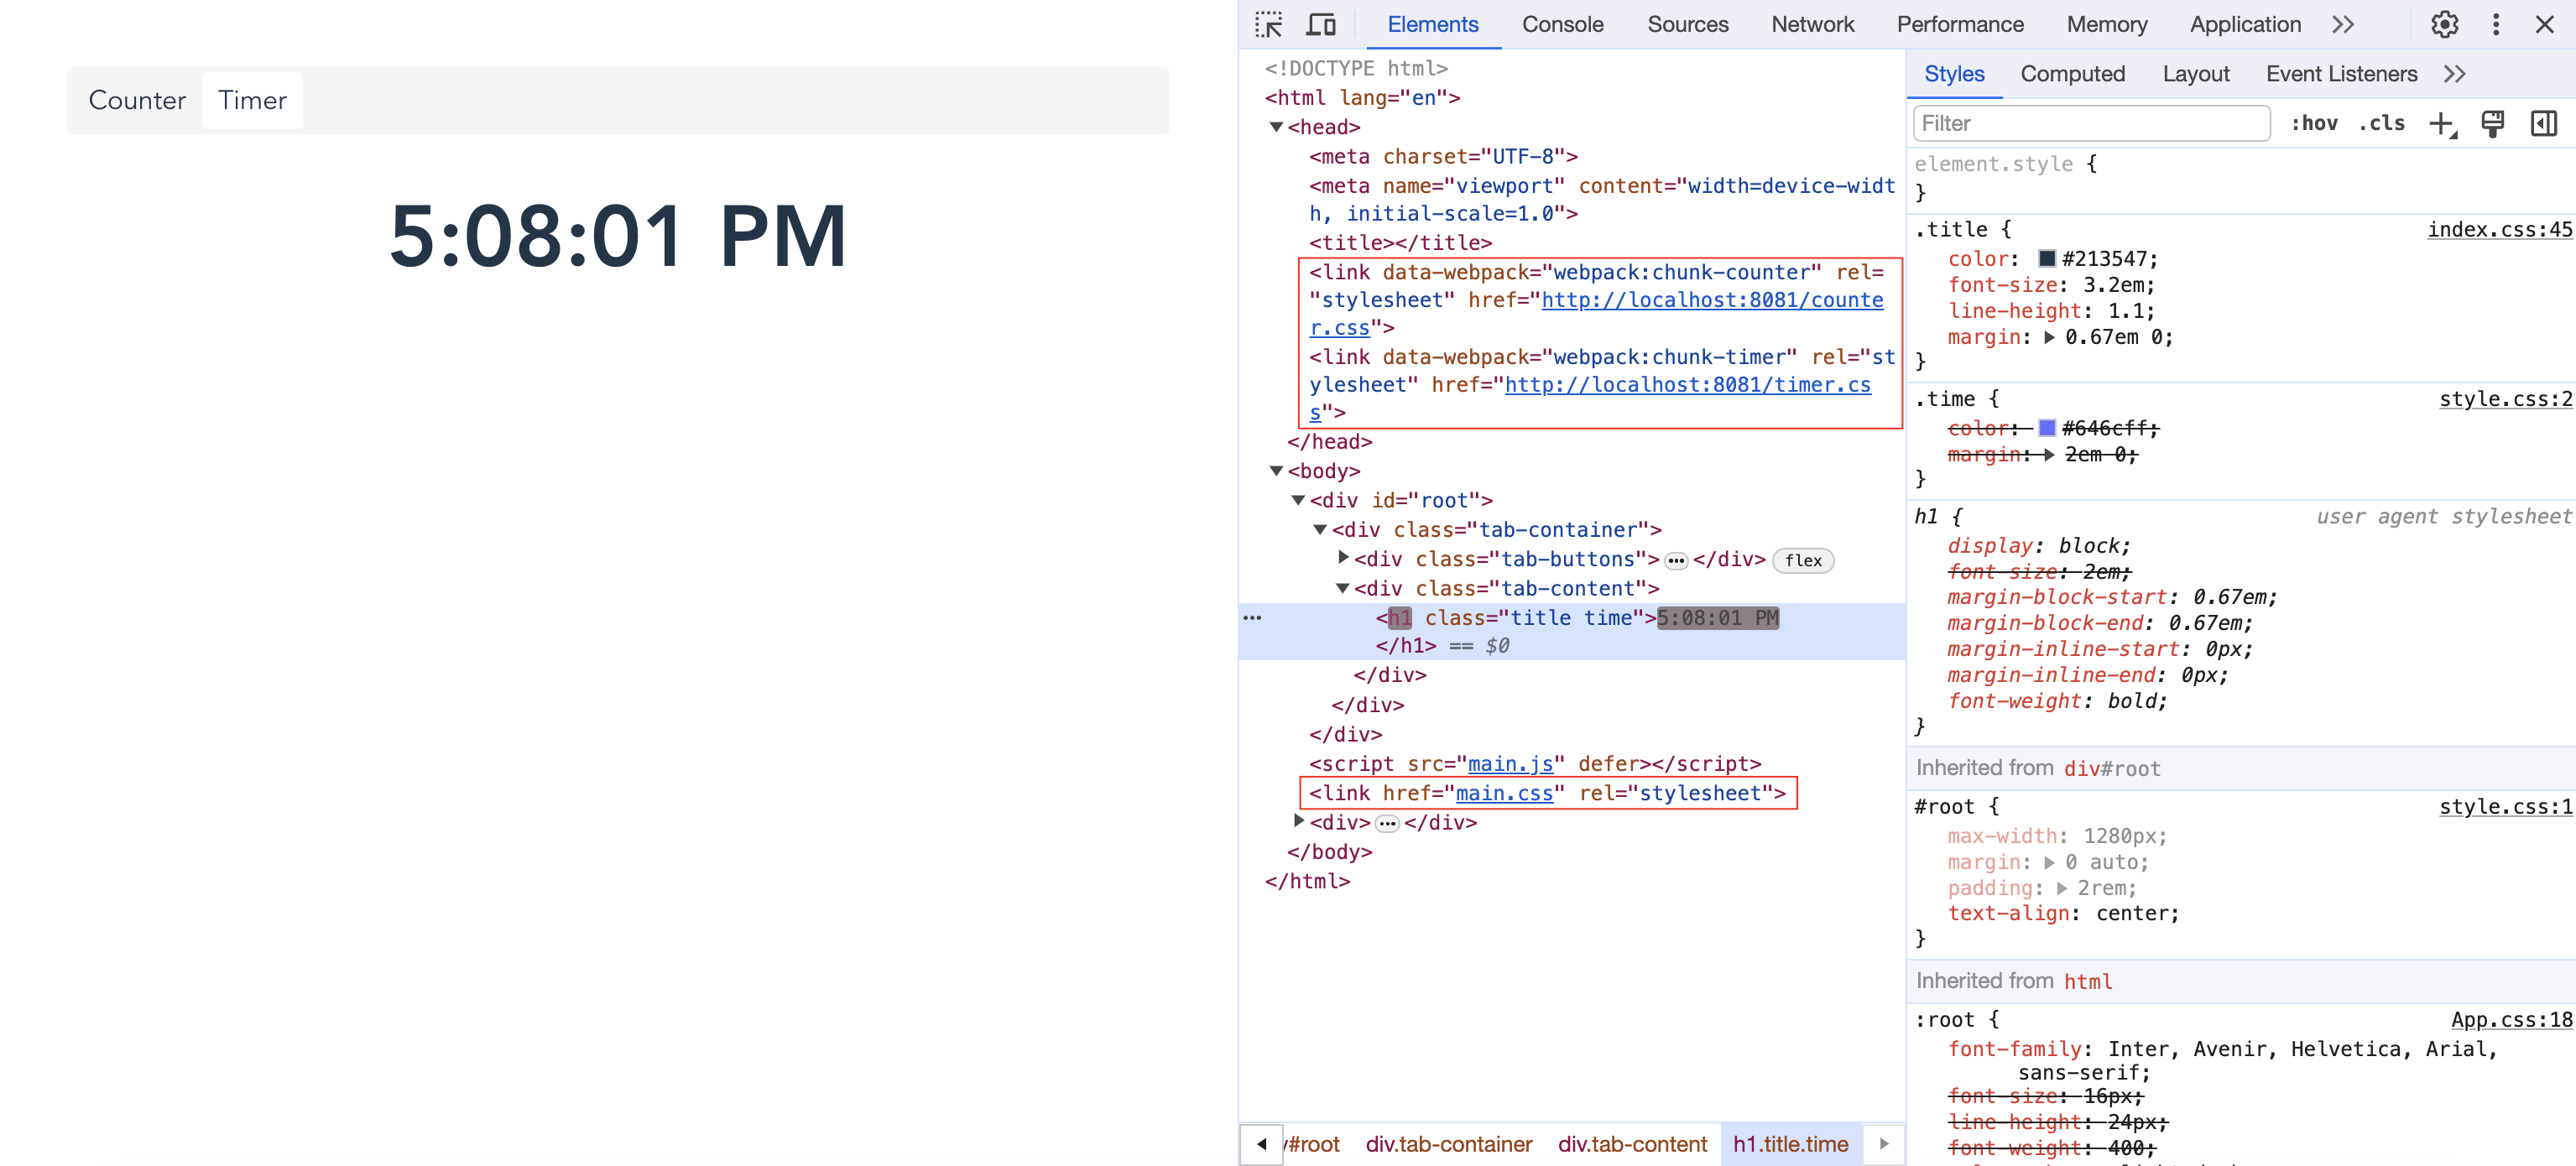 Counter Timer
5:08:01 PM
Elements Console Sources Network Performance Memory Application
<!DOCTYPE html>
<html lang="en">
<head>
<meta charset="UTF-8">
<meta name="viewport" content="width=device-widt
h, initial-scale=1.0">
<title></title>
<link data-webpack="webpack:chunk-counter" rel=
"stylesheet" href="http://localhost:8081/counte
r.css">
<link data-webpack="webpack:chunk-timer" rel="st
ylesheet" href="http://localhost:8081/timer.cs
s">
</head>
<body>
<div id="root">
<div class="tab-container">
<div class="tab-buttons">…</div> flex
<div class="tab-content">
<h1 class="title time">5:08:01 PM
</h1> == $0
</div>
</div>
</div>
<script src="main.js" defer></script>
<link href="main.css" rel="stylesheet">
<div>…</div>
</body>
</html>
#root div.tab-container div.tab-content h1.title.time
Styles Computed Layout Event Listeners
Filter :hov .cls
element.style {
}
.title { index.css:45
color: #213547;
font-size: 3.2em;
line-height: 1.1;
margin: 0.67em 0;
}
.time { style.css:2
color: #646cff;
margin: 2em 0;
}
h1 { user agent stylesheet
display: block;
font-size: 2em;
margin-block-start: 0.67em;
margin-block-end: 0.67em;
margin-inline-start: 0px;
margin-inline-end: 0px;
font-weight: bold;
}
Inherited from div#root
#root { style.css:1
max-width: 1280px;
margin: 0 auto;
padding: 2rem;
text-align: center;
}
Inherited from html
:root { App.css:18
font-family: Inter, Avenir, Helvetica, Arial,
sans-serif;
font-size: 16px;
line-height: 24px;
font-weight: 400;